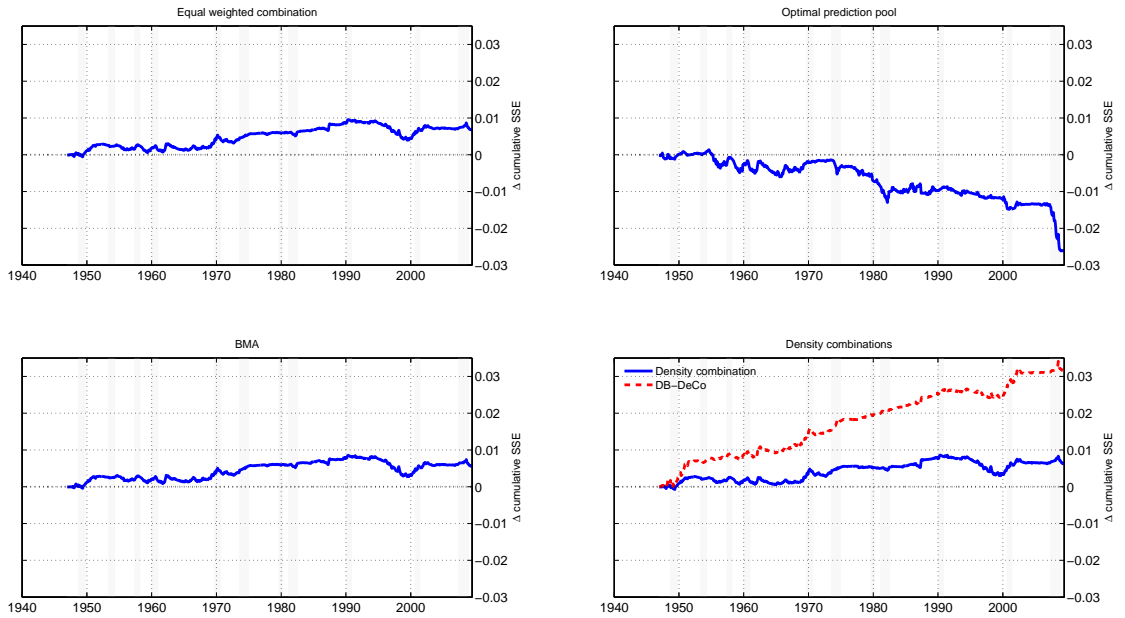 Equal weighted combination
0.03
0.02
0.01
0
−0.01
−0.02
−0.03
Δ cumulative SSE
1940 1950 1960 1970 1980 1990 2000
Optimal prediction pool
0.03
0.02
0.01
0
−0.01
−0.02
−0.03
Δ cumulative SSE
1940 1950 1960 1970 1980 1990 2000
BMA
0.03
0.02
0.01
0
−0.01
−0.02
−0.03
Δ cumulative SSE
1940 1950 1960 1970 1980 1990 2000
Density combinations
Density combination
DB−DeCo
0.03
0.02
0.01
0
−0.01
−0.02
−0.03
Δ cumulative SSE
1940 1950 1960 1970 1980 1990 2000